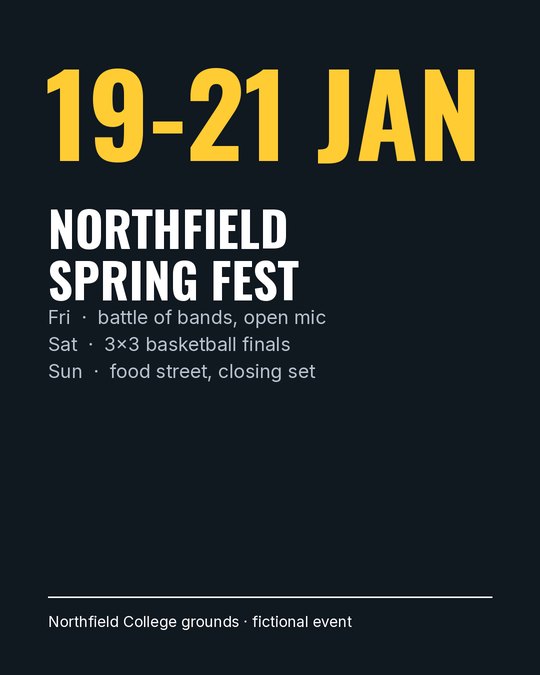 19-21 JAN
NORTHFIELD
SPRING FEST
Fri · battle of bands, open mic
Sat · 3×3 basketball finals
Sun · food street, closing set
Northfield College grounds · fictional event